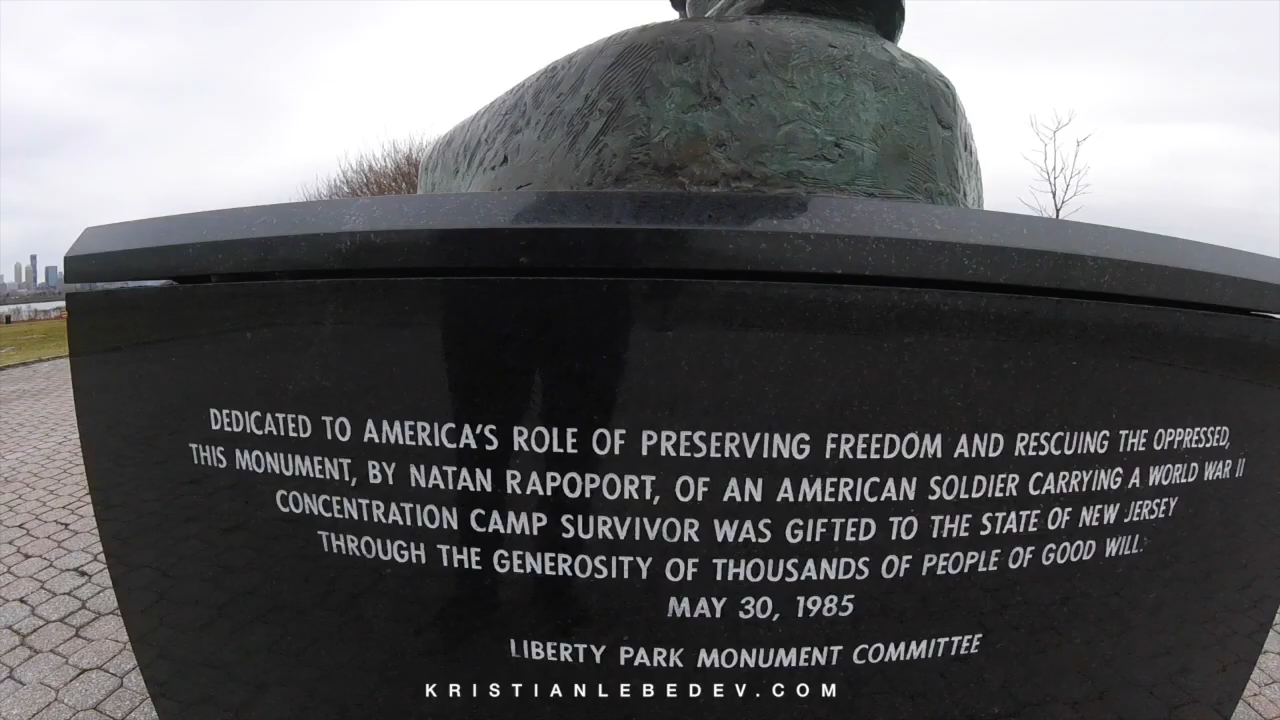 DEDICATED TO AMERICA'S ROLE OF PRESERVING FREEDOM AND RESCUING THE OPPRESSED,
THIS MONUMENT, BY NATAN RAPOPORT, OF AN AMERICAN SOLDIER CARRYING A WORLD WAR II
CONCENTRATION CAMP SURVIVOR WAS GIFTED TO THE STATE OF NEW JERSEY
THROUGH THE GENEROSITY OF THOUSANDS OF PEOPLE OF GOOD WILL.
MAY 30, 1985
LIBERTY PARK MONUMENT COMMITTEE
KRISTIANLEBEDEV.COM